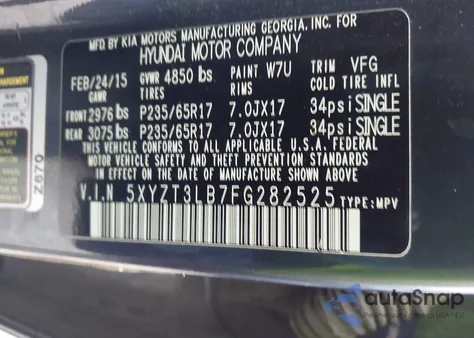 MFD BY KIA MOTORS MANUFACTURING GEORGIA, INC. FOR
HYUNDAI MOTOR COMPANY
FEB/24/15 GVWR 4850 lbs PAINT W7U TRIM VFG
GAWR TIRES RIMS COLD TIRE INFL
FRONT 2976 lbs P235/65R17 7.0JX17 34psi SINGLE
REAR 3075 lbs P235/65R17 7.0JX17 34psi SINGLE
THIS VEHICLE CONFORMS TO ALL APPLICABLE U.S.A. FEDERAL
MOTOR VEHICLE SAFETY, BUMPER, AND THEFT PREVENTION
STANDARDS IN EFFECT ON THE DATE OF MANUFACTURE SHOWN ABOVE.
V.I.N 5XYZT3LB7FG282525 TYPE:MPV
Z670
autoSnap